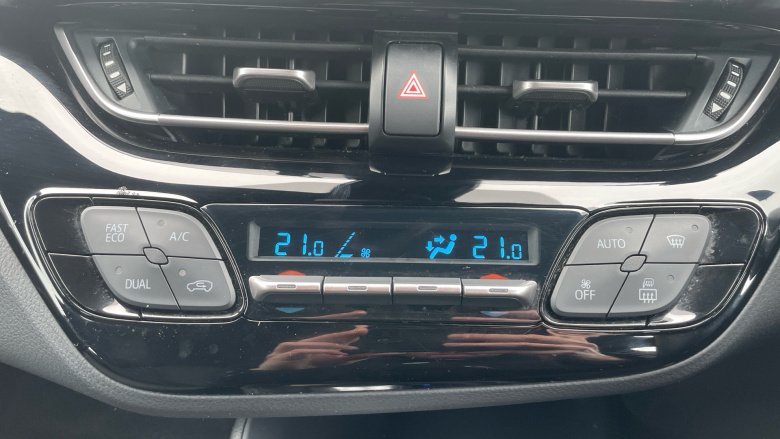 21.0 21.0
FAST
ECO
A/C
DUAL
AUTO
OFF